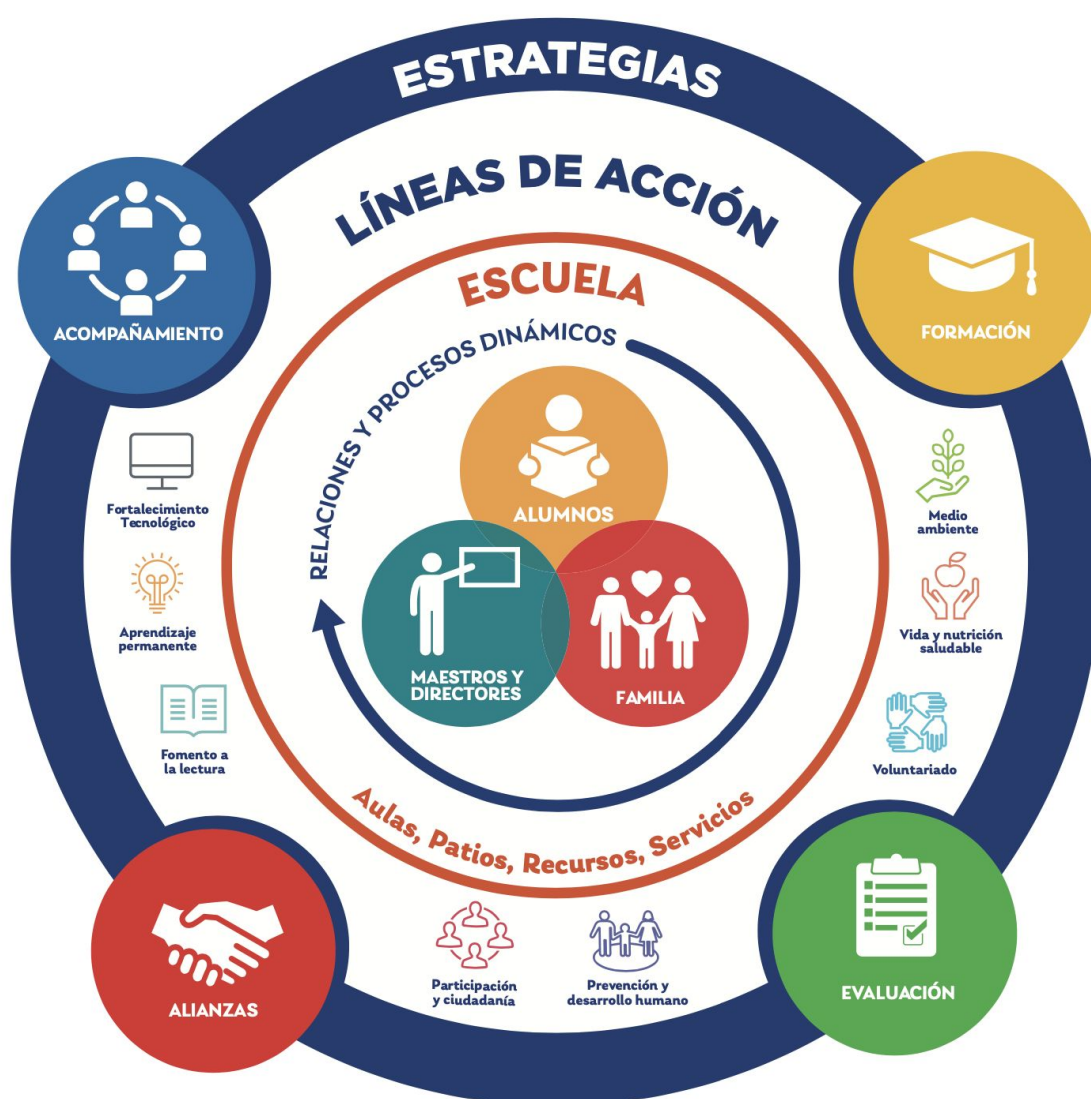 ESTRATEGIAS
LÍNEAS DE ACCIÓN
ESCUELA
RELACIONES Y PROCESOS DINÁMICOS
ACOMPAÑAMIENTO
FORMACIÓN
ALUMNOS
MAESTROS Y
DIRECTORES
FAMILIA
Fortalecimiento
Tecnológico
Aprendizaje
permanente
Fomento a
la lectura
Medio
ambiente
Vida y nutrición
saludable
Voluntariado
Aulas, Patios, Recursos, Servicios
Participación
y ciudadanía
Prevención y
desarrollo humano
ALIANZAS
EVALUACIÓN